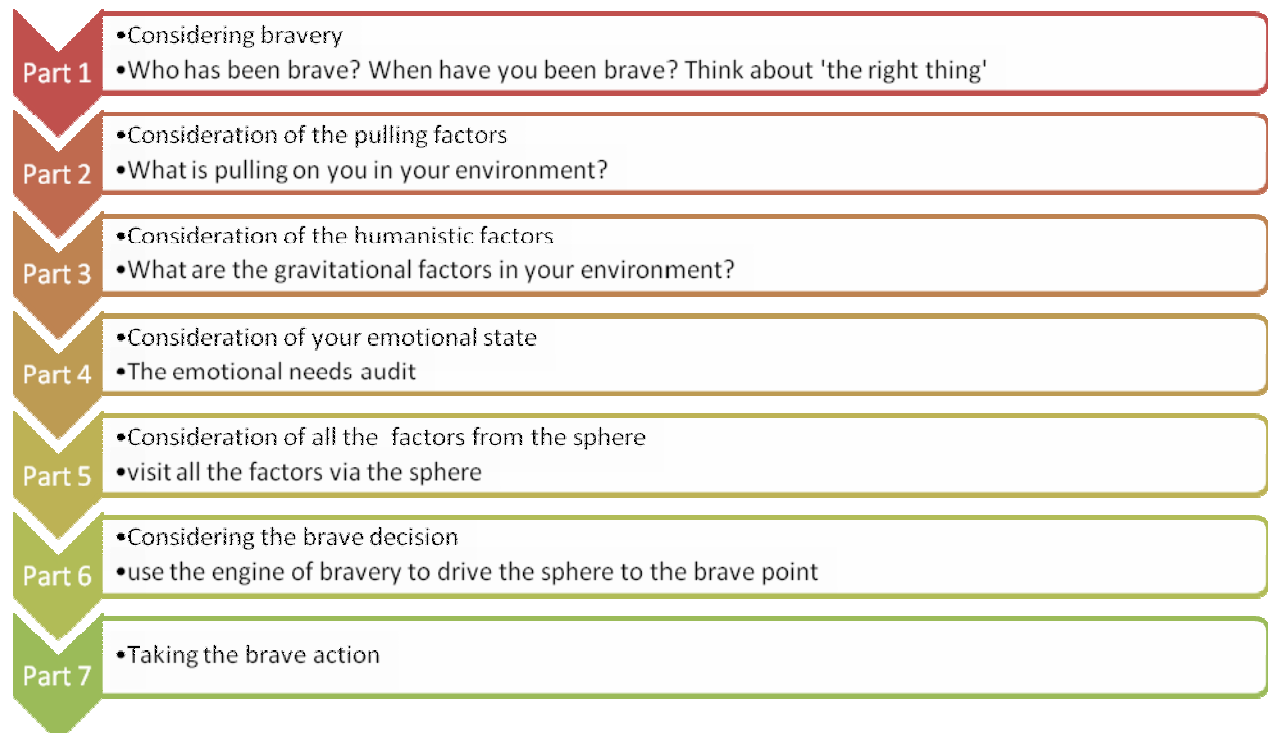 Part 1
•Considering bravery
•Who has been brave? When have you been brave? Think about 'the right thing'
Part 2
•Consideration of the pulling factors
•What is pulling on you in your environment?
Part 3
•Consideration of the humanistic factors
•What are the gravitational factors in your environment?
Part 4
•Consideration of your emotional state
•The emotional needs audit
Part 5
•Consideration of all the  factors from the sphere
•visit all the factors via the sphere
Part 6
•Considering the brave decision
•use the engine of bravery to drive the sphere to the brave point
Part 7
•Taking the brave action